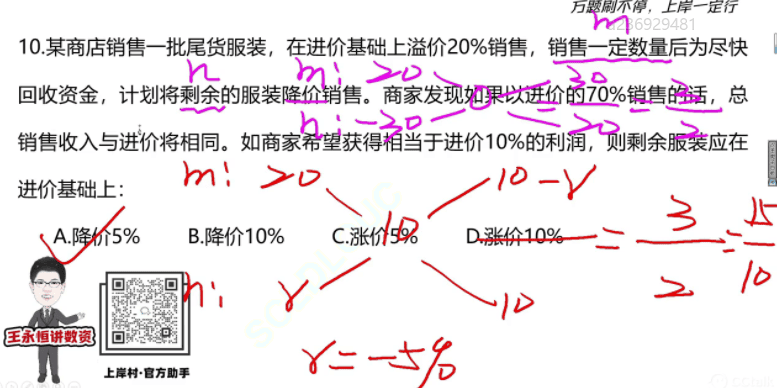 万题刷不停，上岸一定行
m
10.某商店销售一批尾货服装，在进价基础上溢价20%销售，销售一定数量后为尽快
n m: 20 30
回收资金，计划将剩余的服装降价销售。商家发现如果以进价的70%销售的话，总
0 = = 3
n: -30 20 2
销售收入与进价将相同。如商家希望获得相当于进价10%的利润，则剩余服装应在
进价基础上：
m: 20 10-r
A.降价5% B.降价10% C.涨价5% D.涨价10%
10 = 3 = 15
2 10
n: r 10
王永恒讲数资
上岸村·官方助手
r=-5%